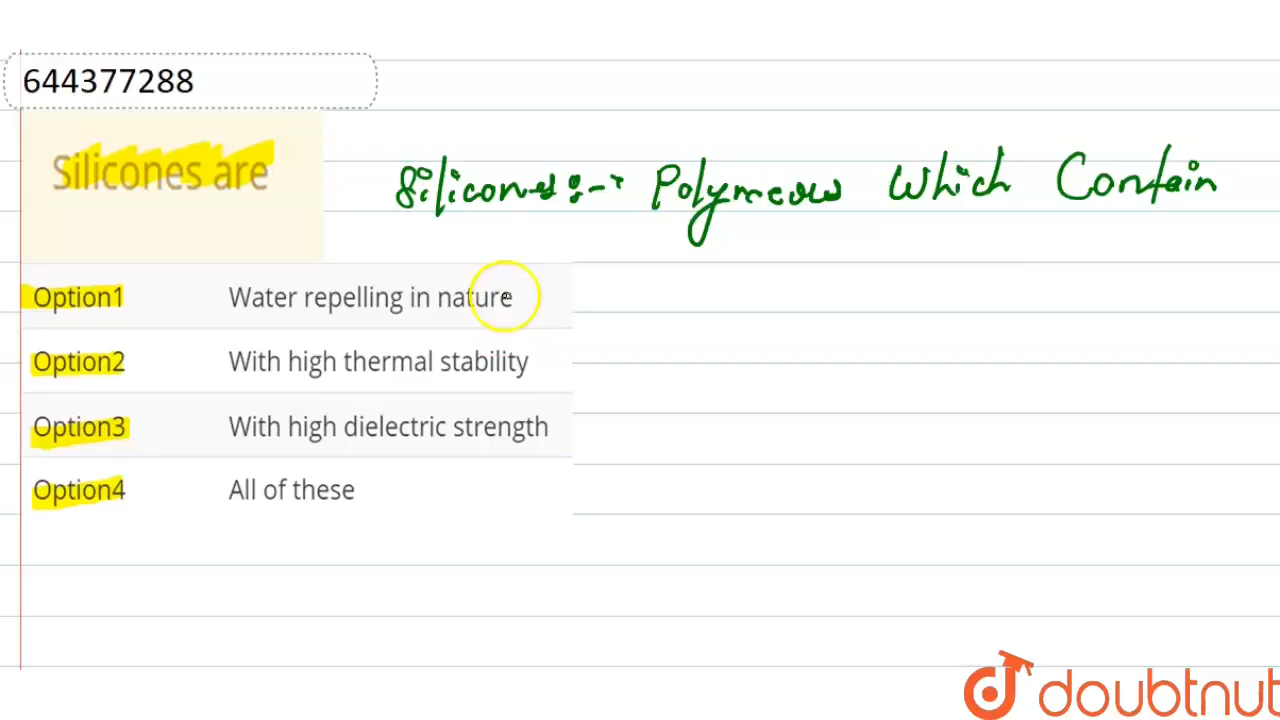 644377288
Silicones are
Silicones :- Polymers Which Contain
Option1 Water repelling in nature
Option2 With high thermal stability
Option3 With high dielectric strength
Option4 All of these
doubtnut